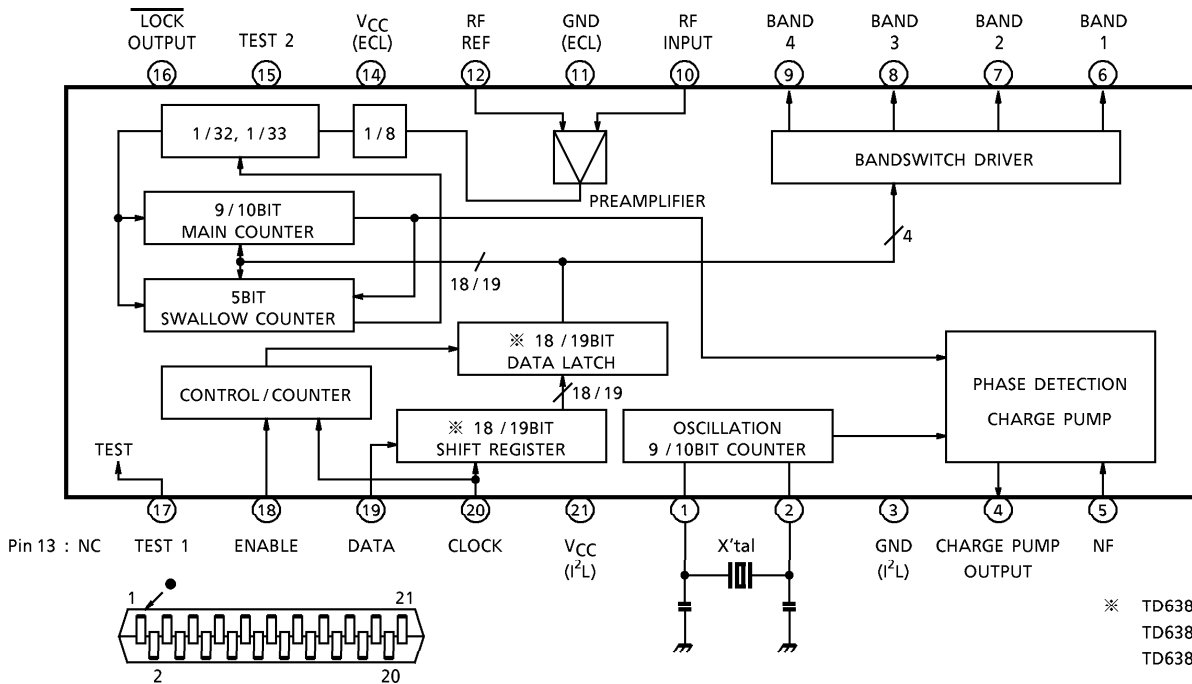 LOCK
OUTPUT
TEST 2
VCC
(ECL)
RF
REF
GND
(ECL)
RF
INPUT
BAND
4
BAND
3
BAND
2
BAND
1
16
15
14
12
11
10
9
8
7
6
1/32, 1/33
1/8
BANDSWITCH DRIVER
PREAMPLIFIER
9/10BIT
MAIN COUNTER
4
18/19
5BIT
SWALLOW COUNTER
※ 18/19BIT
DATA LATCH
PHASE DETECTION
CHARGE PUMP
CONTROL/COUNTER
18/19
※ 18/19BIT
SHIFT REGISTER
OSCILLATION
9/10BIT COUNTER
TEST
17
18
19
20
21
1
2
3
4
5
Pin 13 : NC
TEST 1
ENABLE
DATA
CLOCK
VCC
(I²L)
X'tal
GND
(I²L)
CHARGE PUMP
OUTPUT
NF
1
21
2
20
※ TD638
TD638
TD638